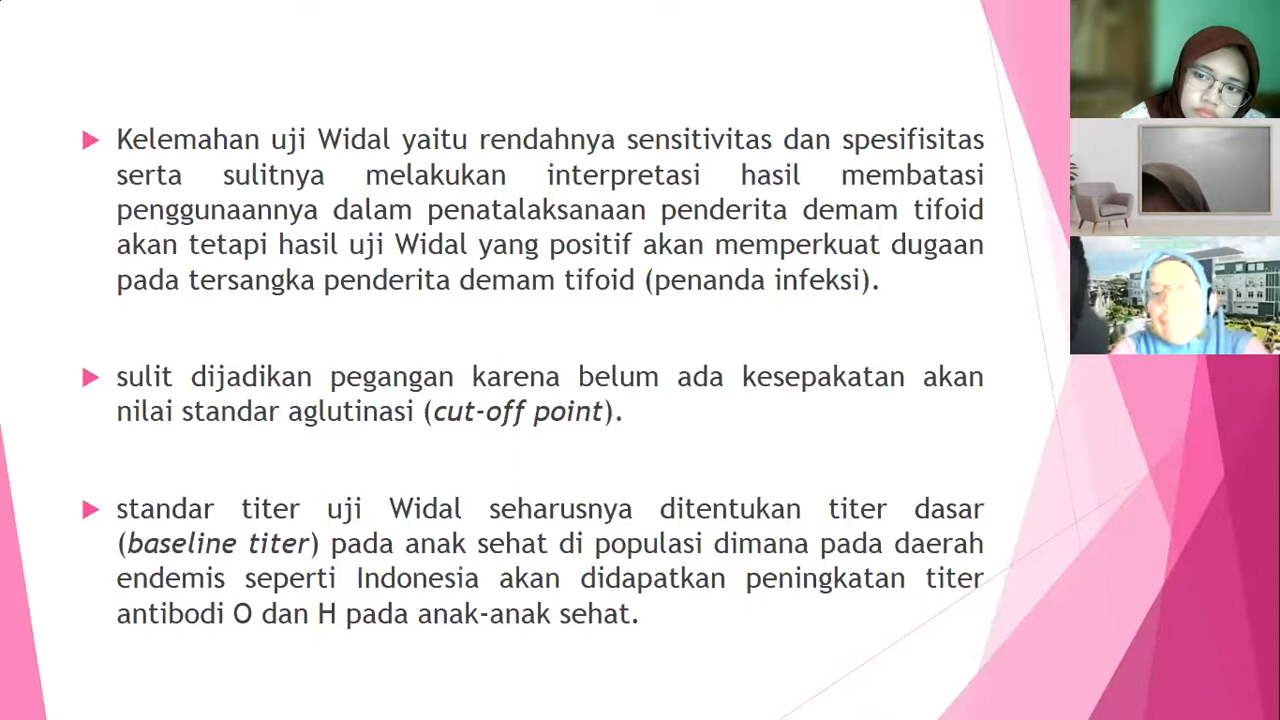 Kelemahan uji Widal yaitu rendahnya sensitivitas dan spesifisitas
serta sulitnya melakukan interpretasi hasil membatasi
penggunaannya dalam penatalaksanaan penderita demam tifoid
akan tetapi hasil uji Widal yang positif akan memperkuat dugaan
pada tersangka penderita demam tifoid (penanda infeksi).
sulit dijadikan pegangan karena belum ada kesepakatan akan
nilai standar aglutinasi (cut-off point).
standar titer uji Widal seharusnya ditentukan titer dasar
(baseline titer) pada anak sehat di populasi dimana pada daerah
endemis seperti Indonesia akan didapatkan peningkatan titer
antibodi O dan H pada anak-anak sehat.